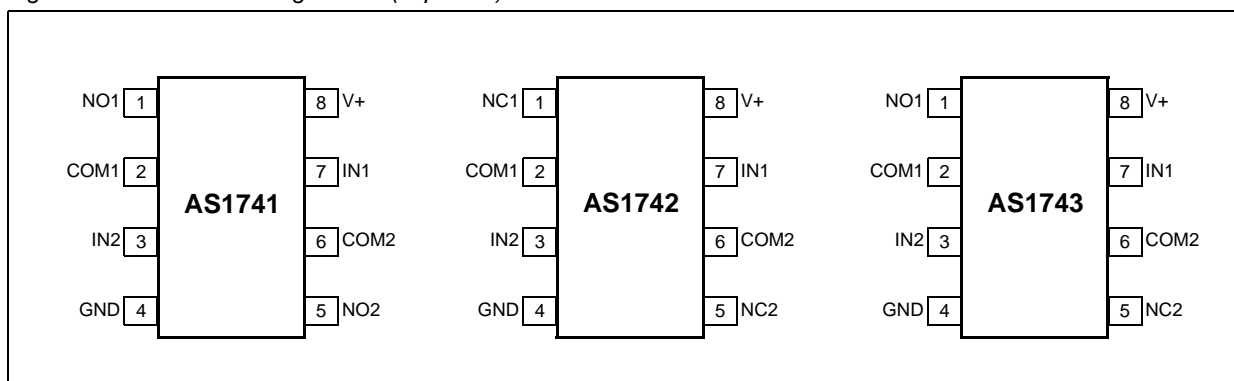 NO1 1 8 V+
COM1 2 7 IN1
AS1741
IN2 3 6 COM2
GND 4 5 NO2
NC1 1 8 V+
COM1 2 7 IN1
AS1742
IN2 3 6 COM2
GND 4 5 NC2
NO1 1 8 V+
COM1 2 7 IN1
AS1743
IN2 3 6 COM2
GND 4 5 NC2